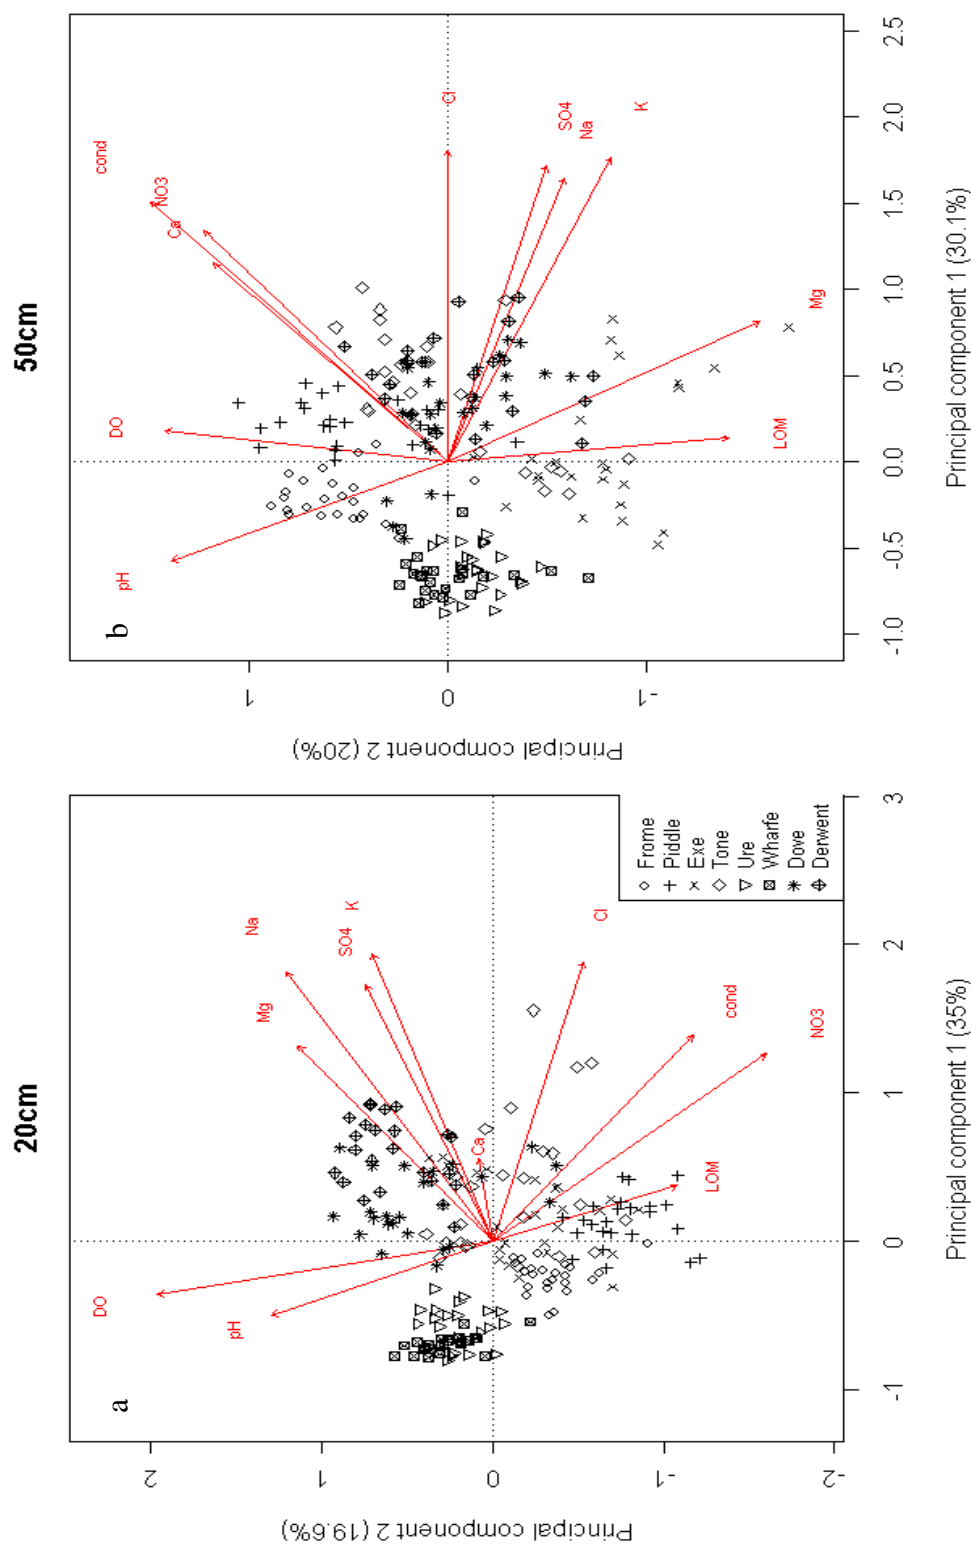 20cm
a
2
1
0
-1
-2
Principal component 2 (19.6%)
-1
0
1
2
3
Principal component 1 (35%)
DO
pH
Mg
Na
SO4
K
Ca
Cl
cond
NO3
LOM
Frome
Piddle
Exe
Tone
Ure
Wharfe
Dove
Derwent
50cm
b
1
0
-1
Principal component 2 (20%)
-1.0
-0.5
0.0
0.5
1.0
1.5
2.0
2.5
Principal component 1 (30.1%)
pH
DO
Ca
NO3
cond
Cl
SO4
Na
K
Mg
LOM